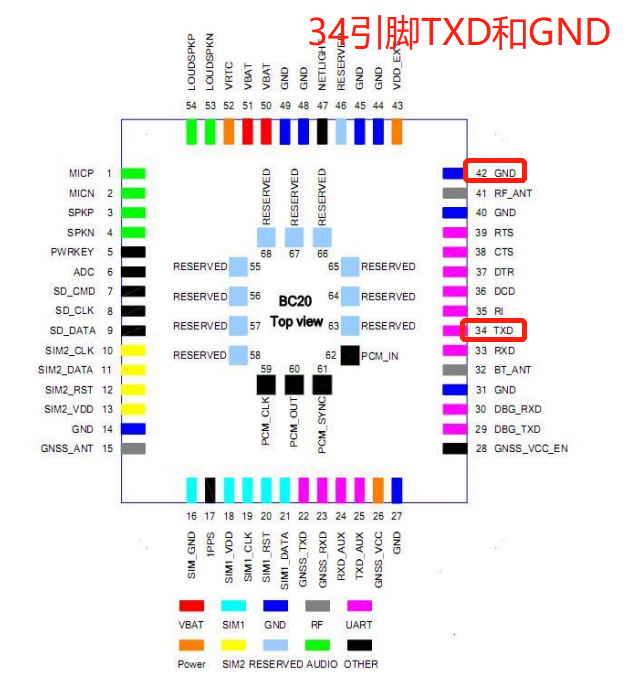 34引脚TXD和GND
LOUDSPKP
LOUDSPKN
VRTC
VBAT
VBAT
GND
GND
NETLIGHT
RESERVED
GND
GND
VDD_EXT
54 53 52 51 50 49 48 47 46 45 44 43
MICP 1
MICN 2
SPKP 3
SPKN 4
PWRKEY 5
ADC 6
SD_CMD 7
SD_CLK 8
SD_DATA 9
SIM2_CLK 10
SIM2_DATA 11
SIM2_RST 12
SIM2_VDD 13
GND 14
GNSS_ANT 15
RESERVED
RESERVED
RESERVED
68 67 66
RESERVED 55
RESERVED 56
RESERVED 57
RESERVED 58
BC20
Top view
65 RESERVED
64 RESERVED
63 RESERVED
62 PCM_IN
59 60 61
PCM_CLK
PCM_OUT
PCM_SYNC
42 GND
41 RF_ANT
40 GND
39 RTS
38 CTS
37 DTR
36 DCD
35 RI
34 TXD
33 RXD
32 BT_ANT
31 GND
30 DBG_RXD
29 DBG_TXD
28 GNSS_VCC_EN
16 17 18 19 20 21 22 23 24 25 26 27
SIM_GND
1PPS
SIM1_VDD
SIM1_CLK
SIM1_RST
SIM1_DATA
GNSS_TXD
GNSS_RXD
RXD_AUX
TXD_AUX
GNSS_VCC
GND
VBAT SIM1 GND RF UART
Power SIM2 RESERVED AUDIO OTHER